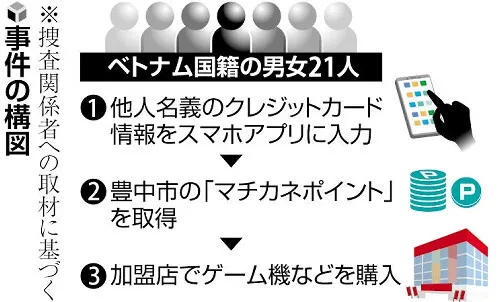 事件の構図
※捜査関係者への取材に基づく
ベトナム国籍の男女21人
❶他人名義のクレジットカード
情報をスマホアプリに入力
❷豊中市の「マチカネポイント」
を取得
P
❸加盟店でゲーム機などを購入